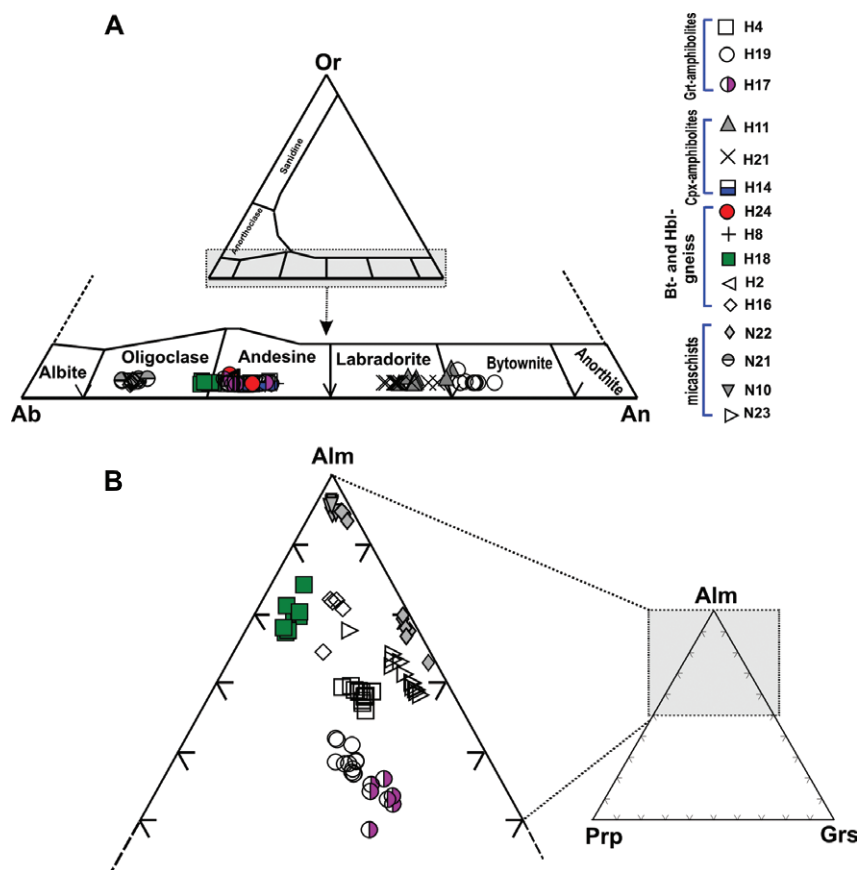 A
Or
Sanidine
Anorthoclase
Albite
Oligoclase
Andesine
Labradorite
Bytownite
Anorthite
Ab
An
Grt-amphibolites
H4
H19
H17
Cpx-amphibolites
H11
H21
H14
Bt- and Hbl-
gneiss
H24
H8
H18
H2
H16
micaschists
N22
N21
N10
N23
B
Alm
Alm
Prp
Grs